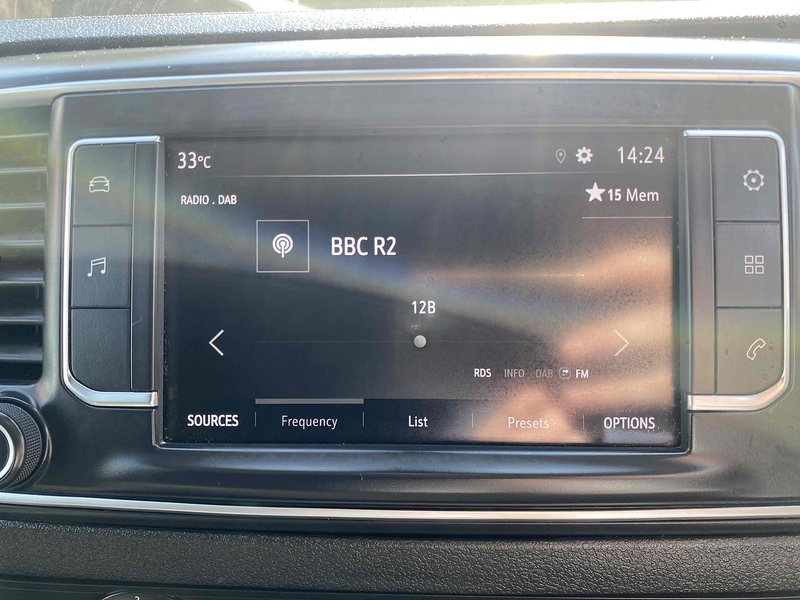 33°C 14:24
RADIO . DAB ★15 Mem
BBC R2
12B
RDS INFO DAB FM
SOURCES Frequency List Presets OPTIONS